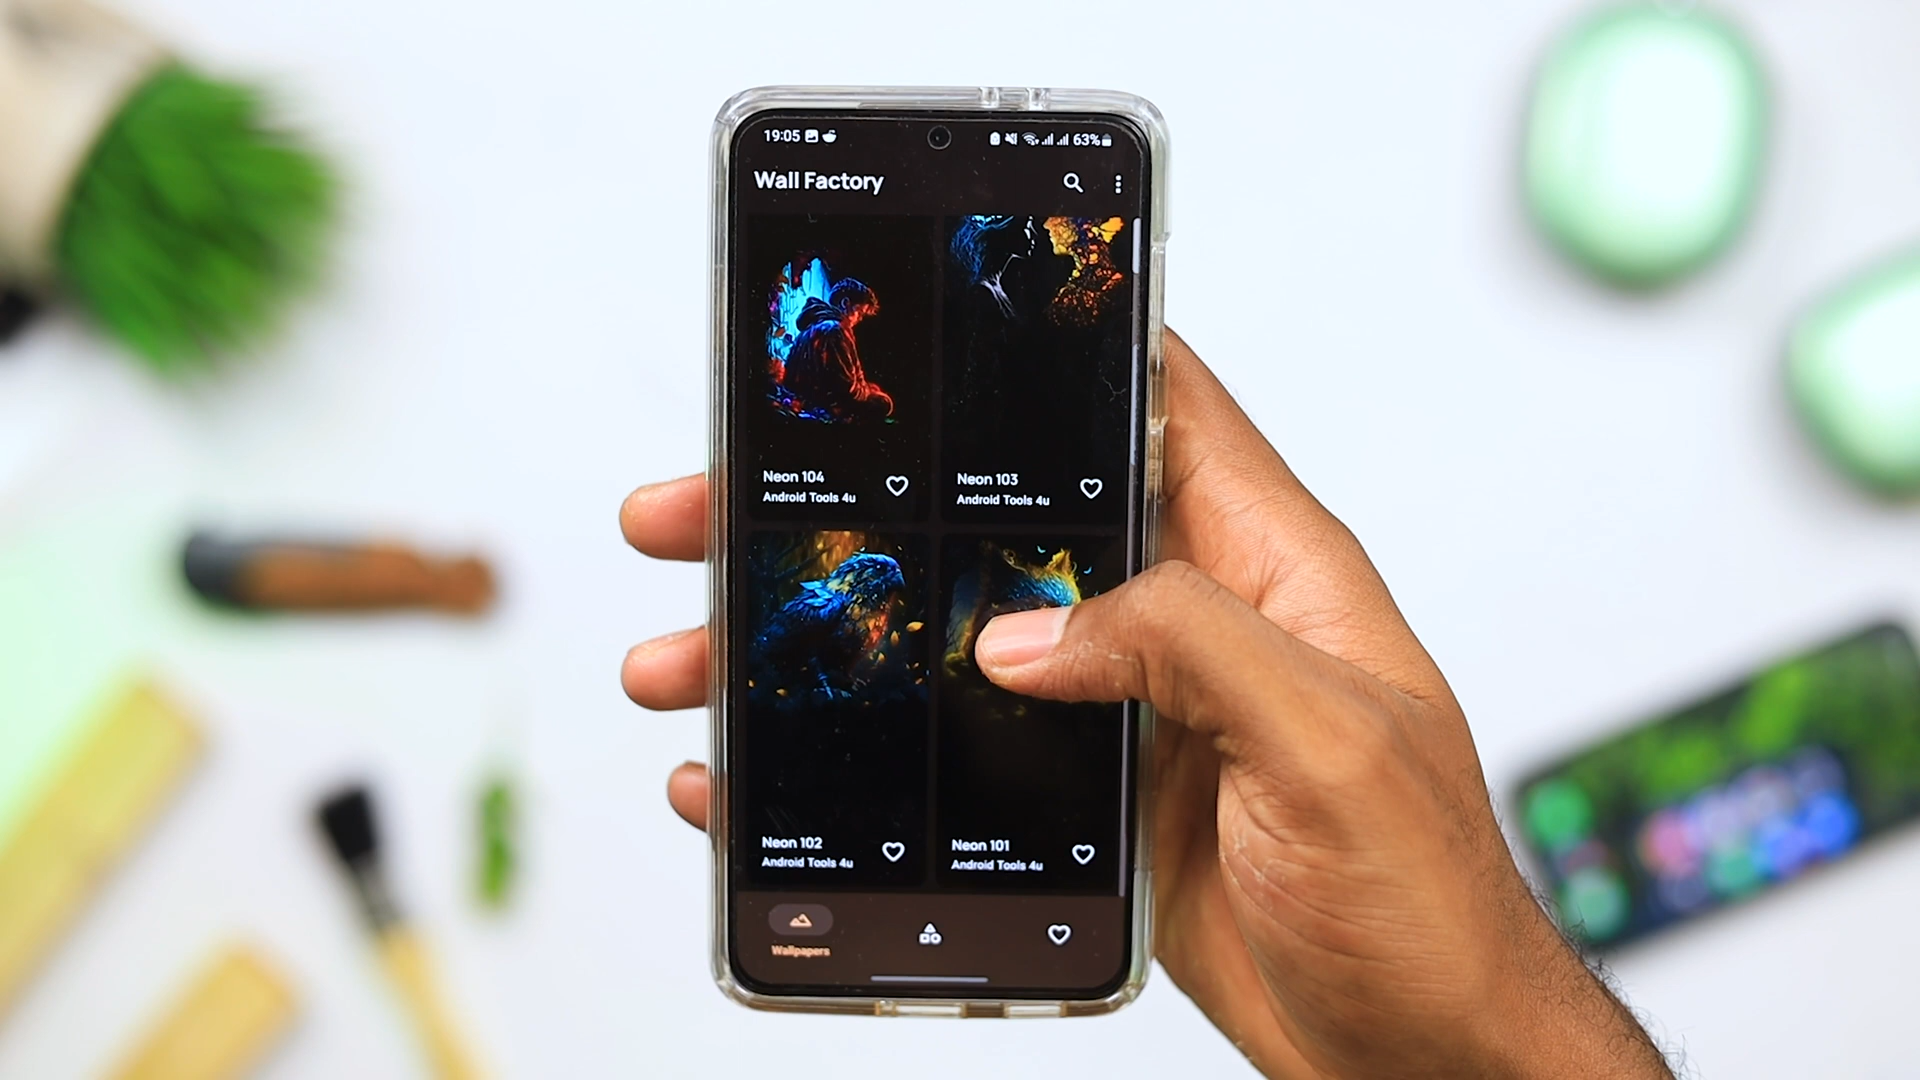 19:05 63%
Wall Factory
Neon 104
Android Tools 4u
Neon 103
Android Tools 4u
Neon 102
Android Tools 4u
Neon 101
Android Tools 4u
Wallpapers